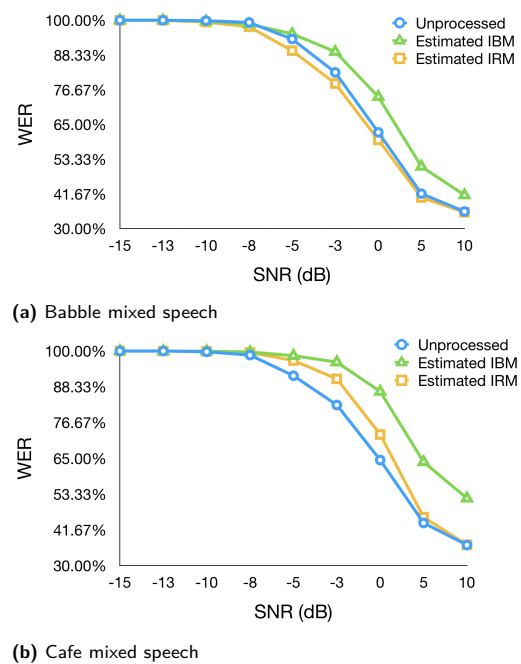 100.00%
88.33%
76.67%
65.00%
53.33%
41.67%
30.00%
WER
Unprocessed
Estimated IBM
Estimated IRM
-15 -13 -10 -8 -5 -3 0 5 10
SNR (dB)
(a) Babble mixed speech
100.00%
88.33%
76.67%
65.00%
53.33%
41.67%
30.00%
WER
Unprocessed
Estimated IBM
Estimated IRM
-15 -13 -10 -8 -5 -3 0 5 10
SNR (dB)
(b) Cafe mixed speech